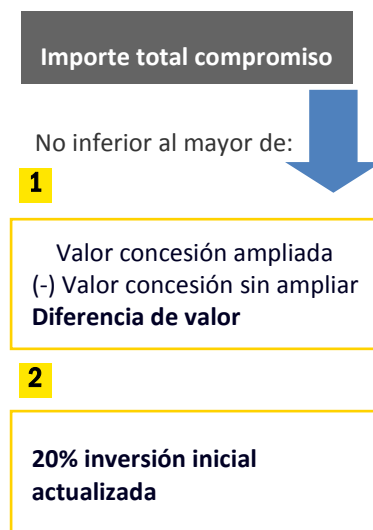 Importe total compromiso
No inferior al mayor de:
1
Valor concesión ampliada
(-) Valor concesión sin ampliar
Diferencia de valor
2
20% inversión inicial
actualizada